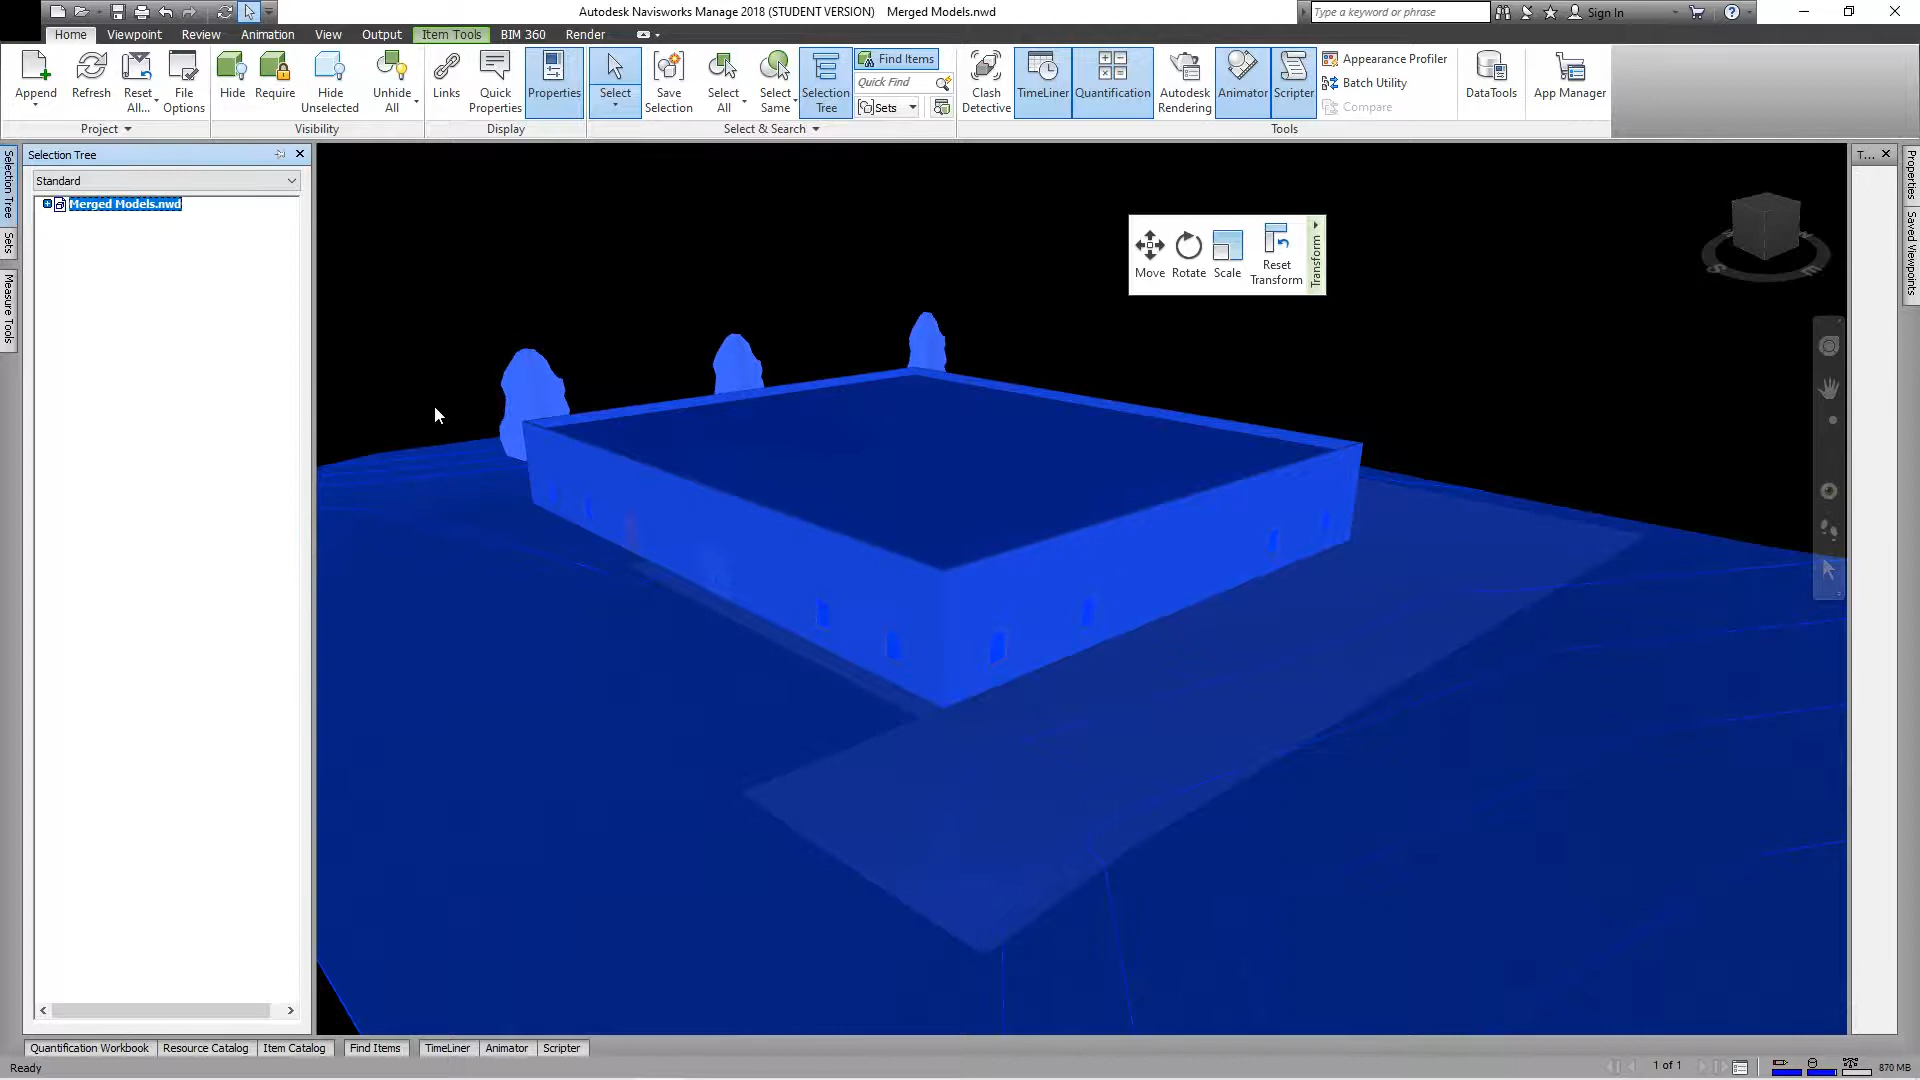 Autodesk Navisworks Manage 2018 (STUDENT VERSION) Merged Models.nwd
Type a keyword or phrase
Sign In
Home Viewpoint Review Animation View Output Item Tools BIM 360 Render
Append
Refresh
Reset All...
File Options
Hide
Require
Hide Unselected
Unhide All
Links
Quick Properties
Properties
Select
Save Selection
Select All
Select Same
Selection Tree
Find Items
Quick Find
Sets
Clash Detective
TimeLiner
Quantification
Autodesk Rendering
Animator
Scripter
Appearance Profiler
Batch Utility
Compare
DataTools
App Manager
Project
Visibility
Display
Select & Search
Tools
Selection Tree
Sets
Measure Tools
Selection Tree
Standard
Merged Models.nwd
Move
Rotate
Scale
Reset Transform
Transform
S
E
T...
Properties
Saved Viewpoints
Quantification Workbook Resource Catalog Item Catalog Find Items TimeLiner Animator Scripter
Ready
1 of 1
870 MB